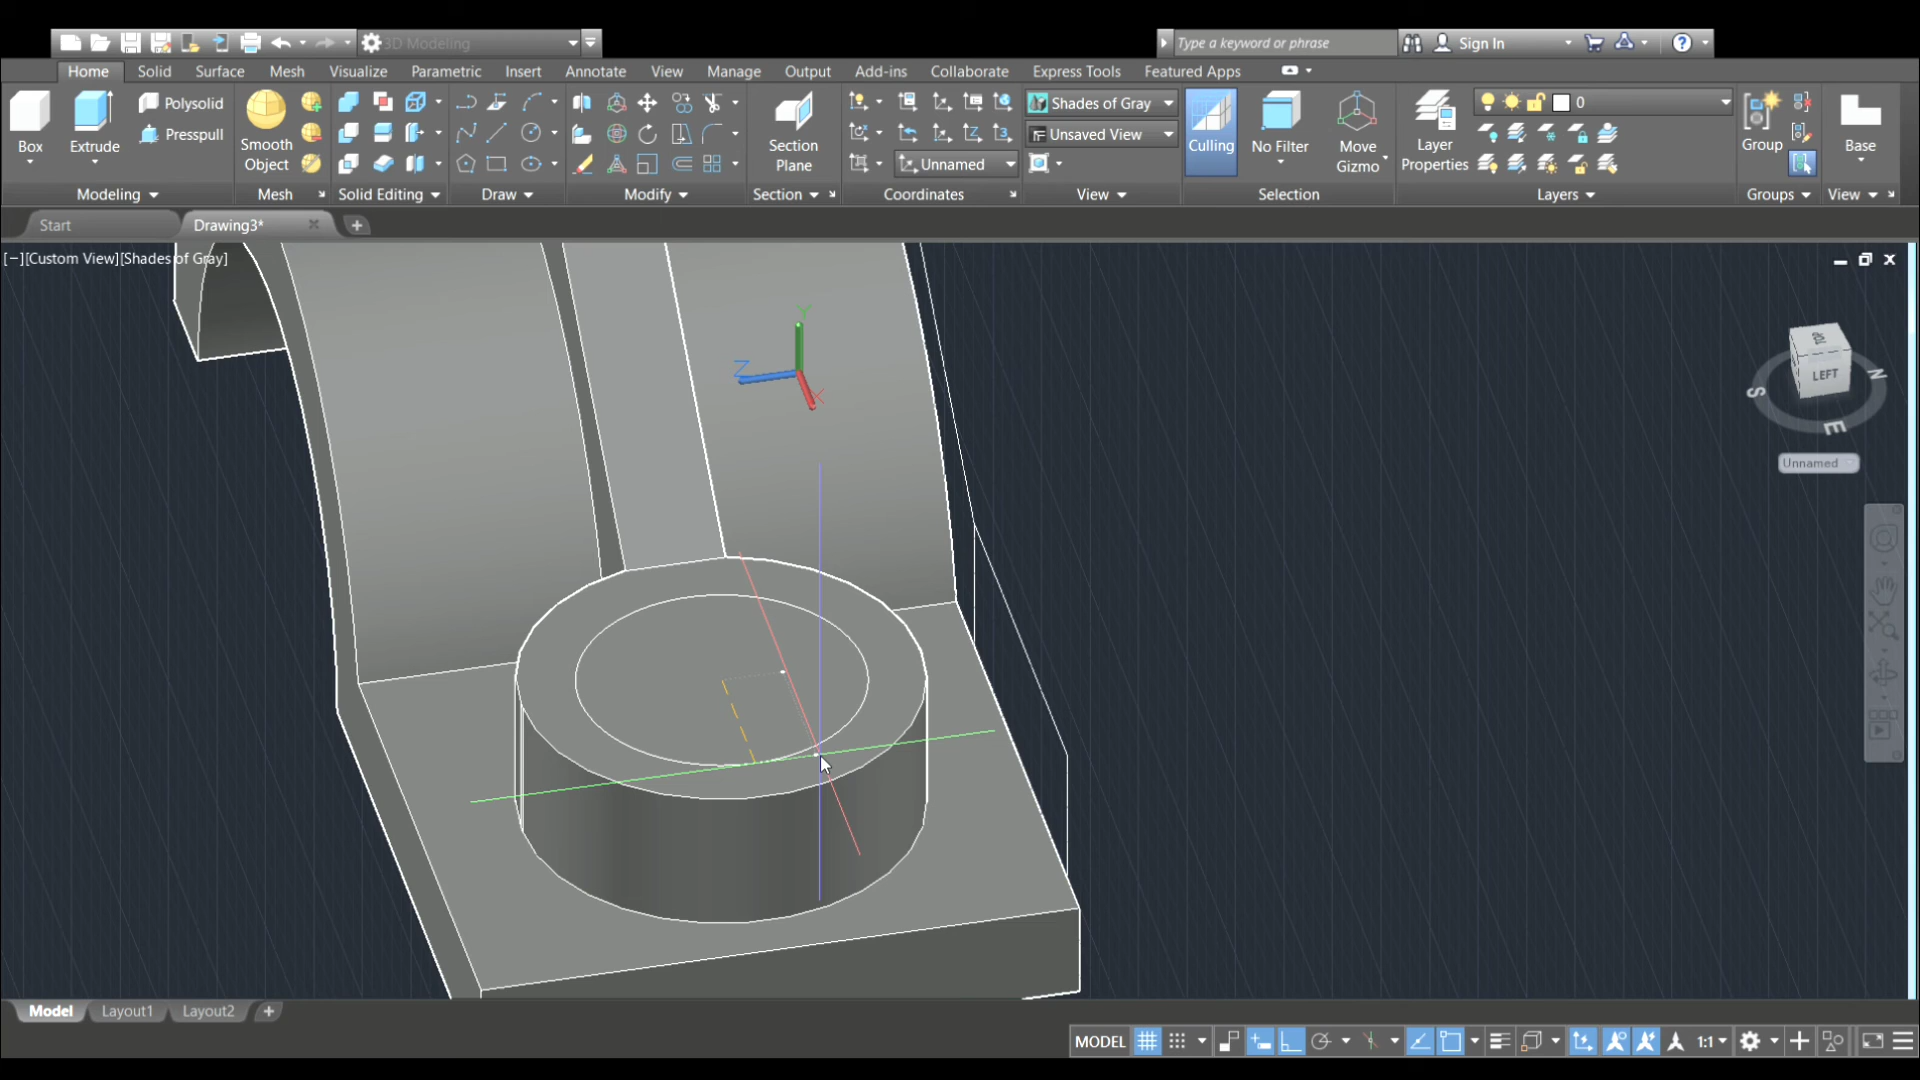 3D Modeling
Type a keyword or phrase
Sign In
Home Solid Surface Mesh Visualize Parametric Insert Annotate View Manage Output Add-ins Collaborate Express Tools Featured Apps
Polysolid
Presspull
Box
Extrude
Smooth
Object
Section
Plane
Shades of Gray
Unsaved View
Unnamed
Culling
No Filter
Move
Gizmo
Layer
Properties
0
Group
Base
Modeling Mesh Solid Editing Draw Modify Section Coordinates View Selection Layers Groups View
Start
Drawing3*
[−][Custom View][Shades of Gray]
Y
Z
X
TOP
LEFT
S
N
E
Unnamed
Model Layout1 Layout2
MODEL
1:1